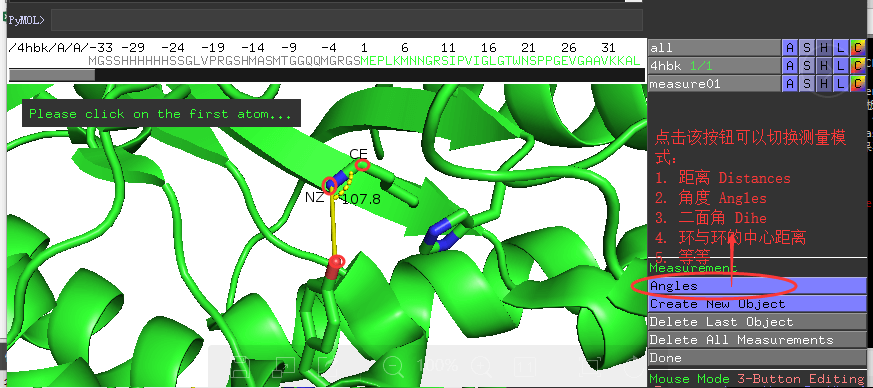 PyMOL>
/4hbk/A/A/-33 -29 -24 -19 -14 -9 -4 1 6 11 16 21 26 31
MGSSHHHHHHSSGLVPRGSHMASMTGGQQMGRGSMEPLKMNNGRSIPVIGLGTWNSPPGEVGAAVKKAL
Please click on the first atom...
CE
NZ
107.8
all A S H L C
4hbk 1/1 A S H L C
measure01 A S H L C
点击该按钮可以切换测量模
式:
1. 距离 Distances
2. 角度 Angles
3. 二面角 Dihe
4. 环与环的中心距离
5. 等等
Measurement
Angles
Create New Object
Delete Last Object
Delete All Measurements
Done
Mouse Mode 3-Button Editing